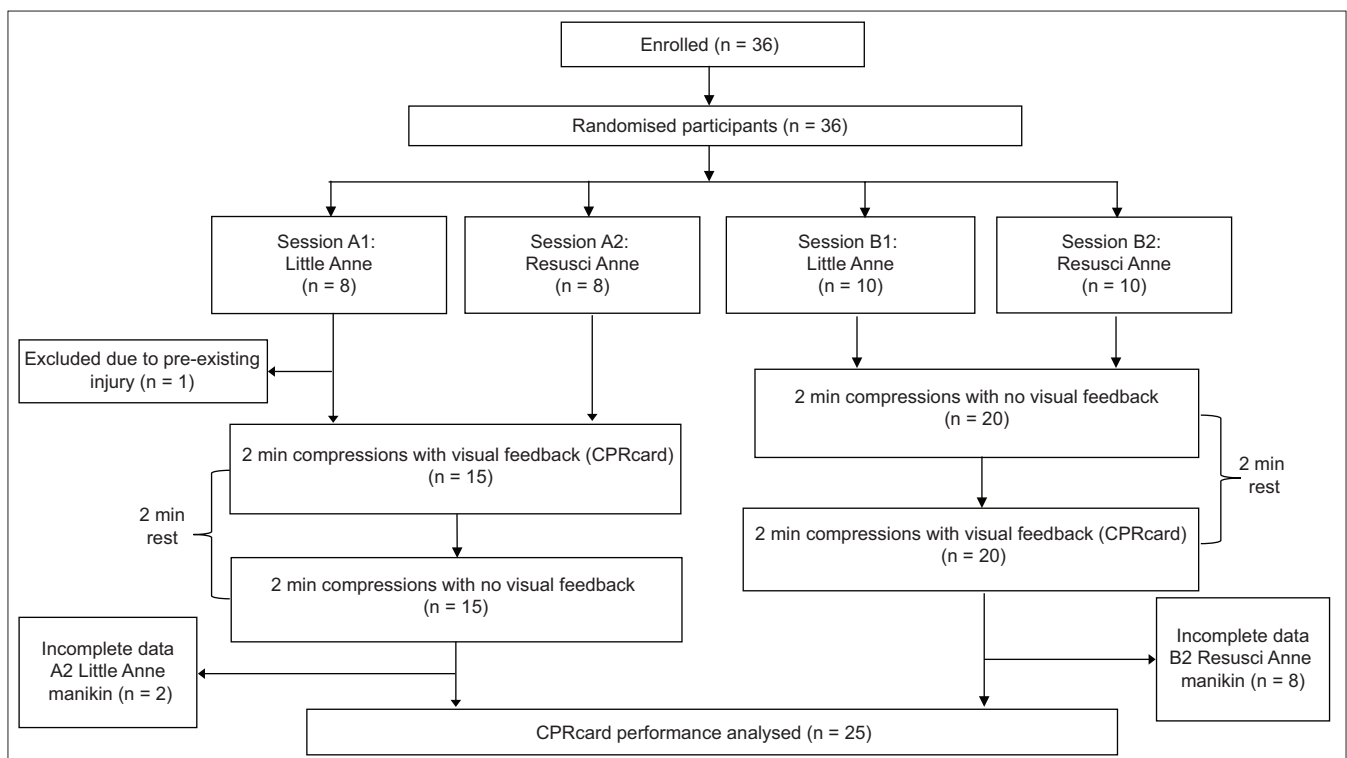 Enrolled (n = 36)
Randomised participants (n = 36)
Session A1:
Little Anne
(n = 8)
Session A2:
Resusci Anne
(n = 8)
Session B1:
Little Anne
(n = 10)
Session B2:
Resusci Anne
(n = 10)
Excluded due to pre-existing
injury (n = 1)
2 min compressions with visual feedback (CPRcard)
(n = 15)
2 min
rest
2 min compressions with no visual feedback
(n = 15)
2 min compressions with no visual feedback
(n = 20)
2 min
rest
2 min compressions with visual feedback (CPRcard)
(n = 20)
Incomplete data
A2 Little Anne
manikin (n = 2)
Incomplete data
B2 Resusci Anne
manikin (n = 8)
CPRcard performance analysed (n = 25)